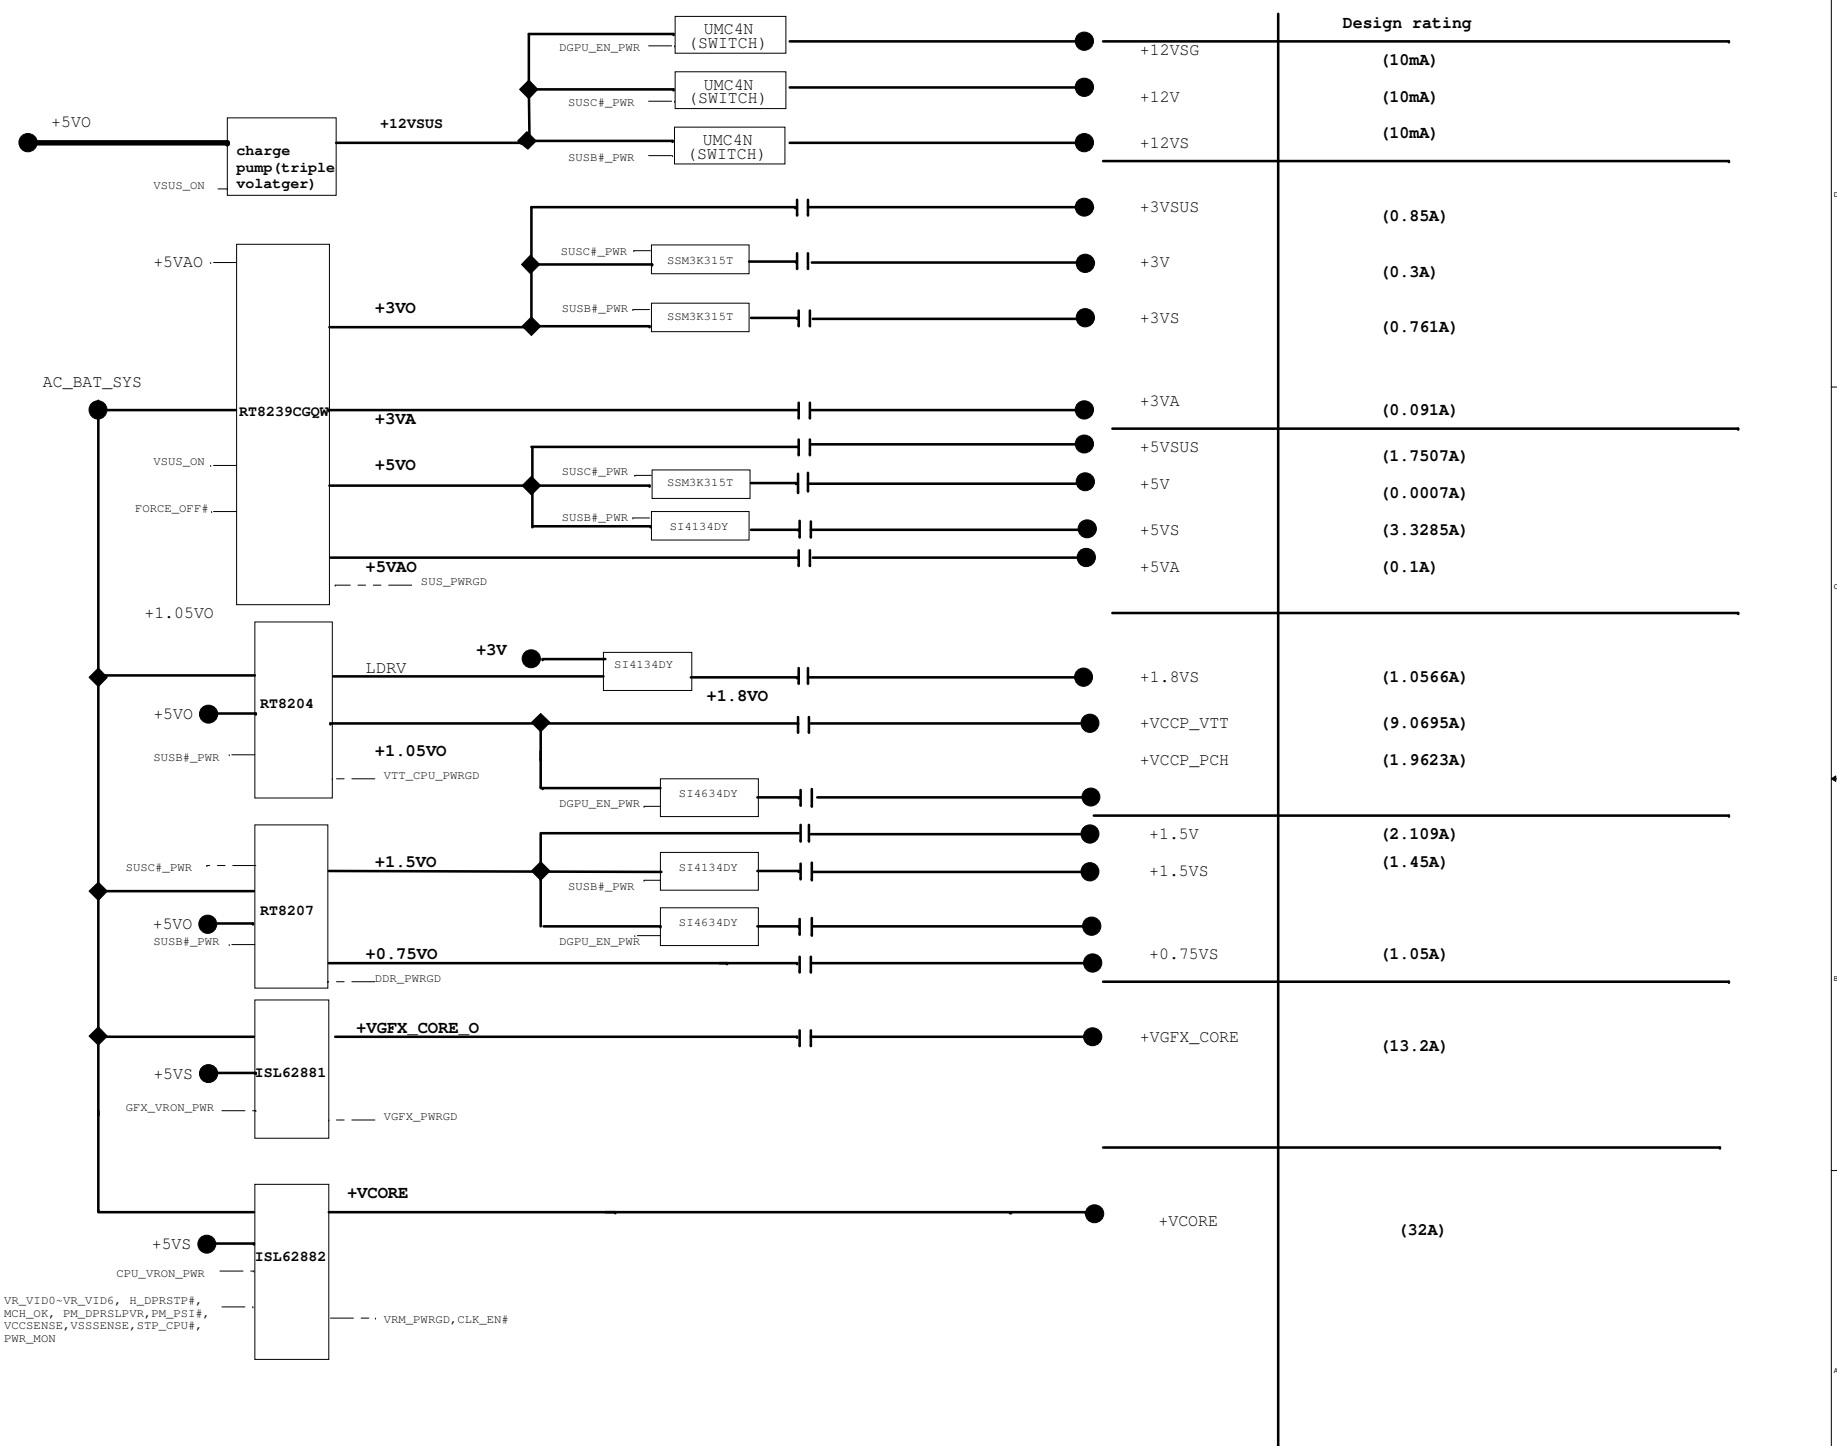 Design rating
UMC4N
(SWITCH)
DGPU_EN_PWR
+12VSG
(10mA)
UMC4N
(SWITCH)
SUSC#_PWR
+12V
(10mA)
+5VO
+12VSUS
UMC4N
(SWITCH)
SUSB#_PWR
+12VS
(10mA)
charge
pump(triple
volatger)
VSUS_ON
+3VSUS
(0.85A)
+5VAO
SUSC#_PWR
SSM3K315T
+3V
(0.3A)
+3VO
SUSB#_PWR
SSM3K315T
+3VS
(0.761A)
AC_BAT_SYS
RT8239CGQW
+3VA
+3VA
(0.091A)
+5VSUS
(1.7507A)
VSUS_ON
+5VO
SUSC#_PWR
SSM3K315T
+5V
(0.0007A)
FORCE_OFF#
SUSB#_PWR
SI4134DY
+5VS
(3.3285A)
+5VAO
+5VA
(0.1A)
SUS_PWRGD
+1.05VO
+3V
SI4134DY
LDRV
+1.8VS
(1.0566A)
+1.8VO
RT8204
+5VO
+VCCP_VTT
(9.0695A)
SUSB#_PWR
+1.05VO
+VCCP_PCH
(1.9623A)
VTT_CPU_PWRGD
SI4634DY
DGPU_EN_PWR
+1.5V
(2.109A)
SUSC#_PWR
+1.5VO
SI4134DY
SUSB#_PWR
+1.5VS
(1.45A)
RT8207
+5VO
SUSB#_PWR
SI4634DY
DGPU_EN_PWR
+0.75VO
+0.75VS
(1.05A)
DDR_PWRGD
+VGFX_CORE_O
+VGFX_CORE
(13.2A)
+5VS
ISL62881
GFX_VRON_PWR
VGFX_PWRGD
+VCORE
+VCORE
(32A)
+5VS
ISL62882
CPU_VRON_PWR
VR_VID0~VR_VID6, H_DPRSTP#,
MCH_OK, PM_DPRSLPVR,PM_PSI#,
VCCSENSE,VSSSENSE,STP_CPU#,
PWR_MON
VRM_PWRGD,CLK_EN#
D
C
B
A